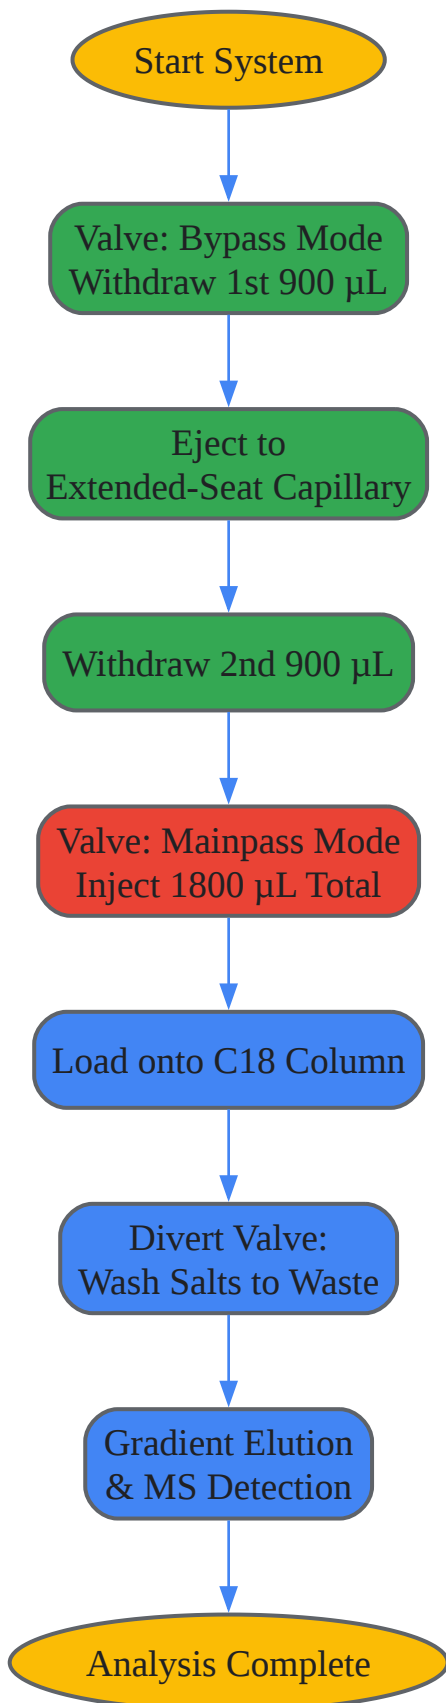 Start System
Valve: Bypass Mode
Withdraw 1st 900 µL
Eject to
Extended-Seat Capillary
Withdraw 2nd 900 µL
Valve: Mainpass Mode
Inject 1800 µL Total
Load onto C18 Column
Divert Valve:
Wash Salts to Waste
Gradient Elution
& MS Detection
Analysis Complete